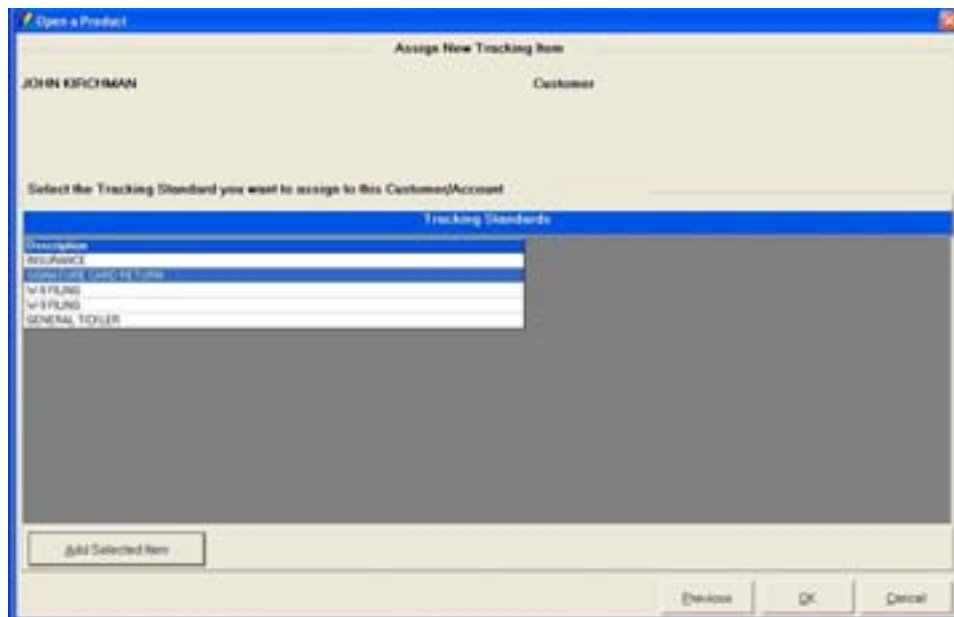 Open a Product
Assign New Tracking Item
JOHN KIRCHMAN Customer
Select the Tracking Standard you want to assign to this Customer/Account
Tracking Standards
Description
INSURANCE
SIGNATURE CARD RETURN
W-8 FILING
W-9 FILING
GENERAL TICKLER
Add Selected Item
Previous OK Cancel